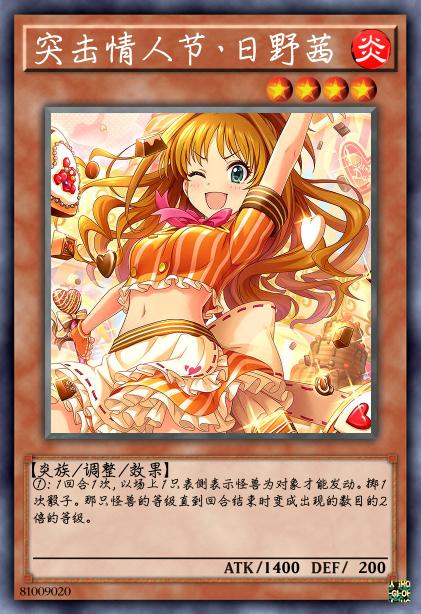 突击情人节·日野茜
炎
【炎族/调整/效果】
①:1回合1次,以场上1只表侧表示怪兽为对象才能发动。掷1
次骰子。那只怪兽的等级直到回合结束时变成出现的数目的2
倍的等级。
ATK/1400 DEF/ 200
81009020